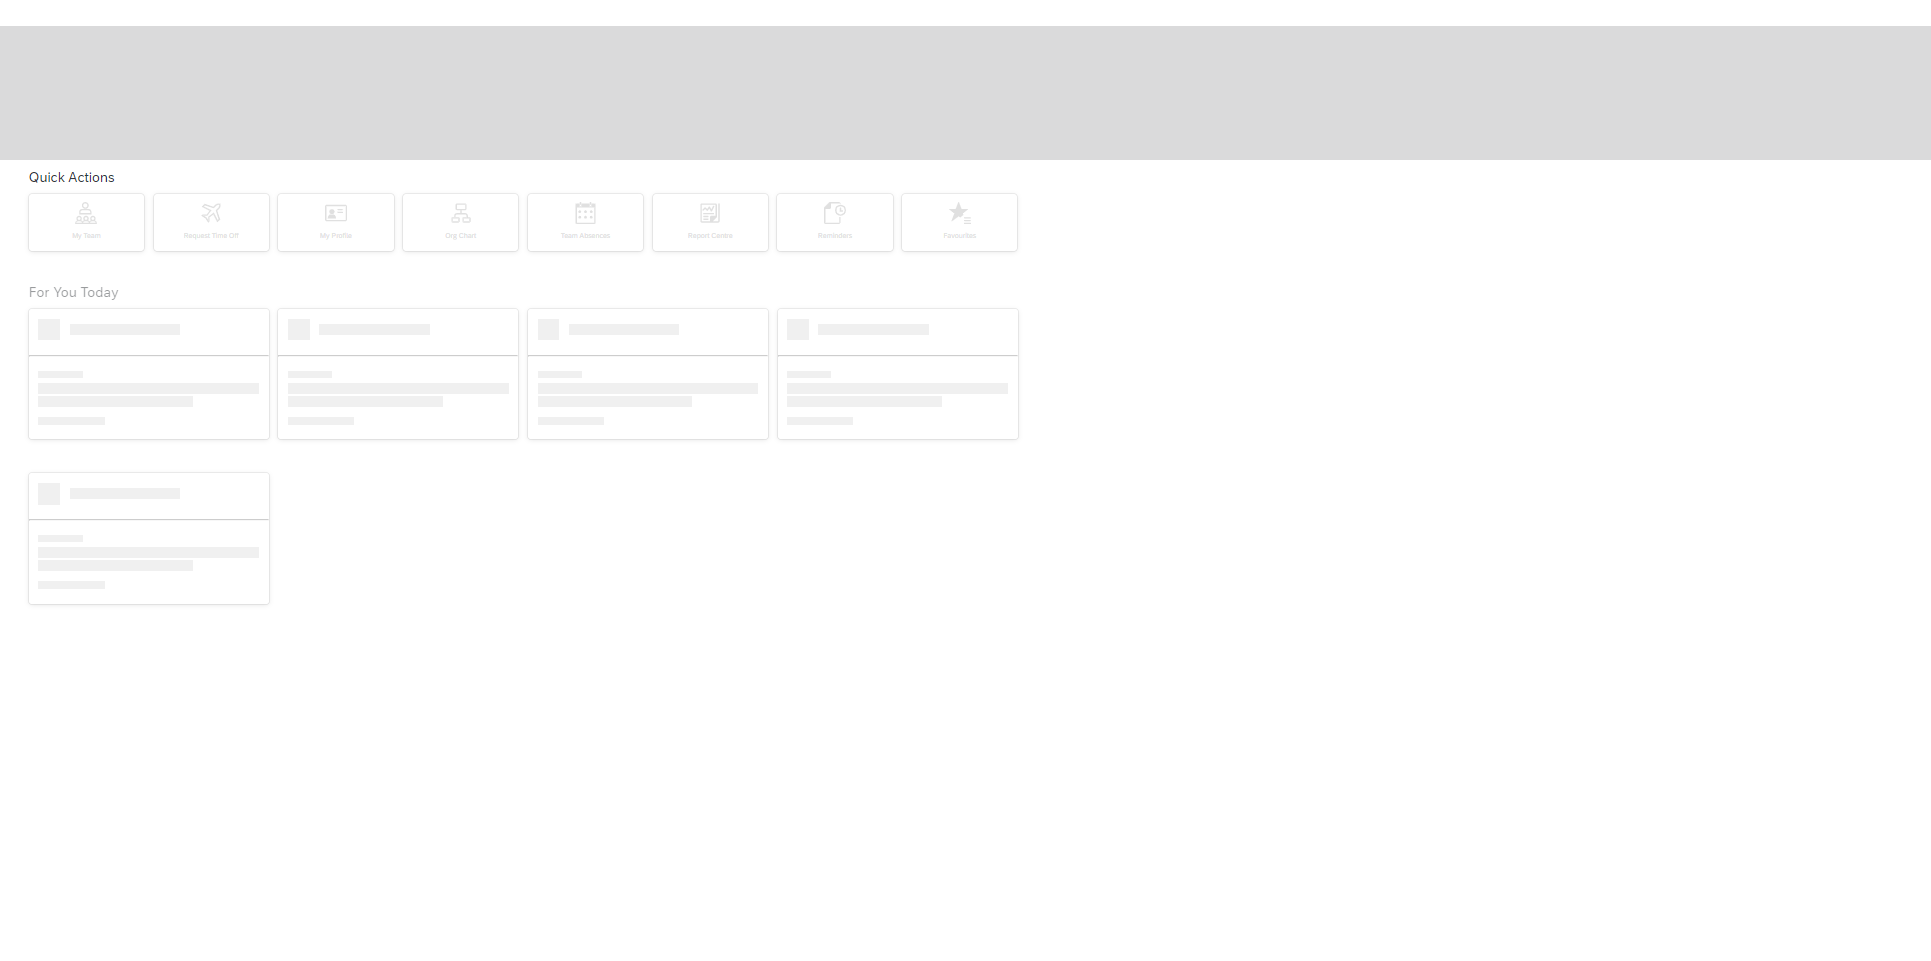 Quick Actions
My Team
Request Time Off
My Profile
Org Chart
Team Absences
Report Centre
Reminders
Favourites
For You Today